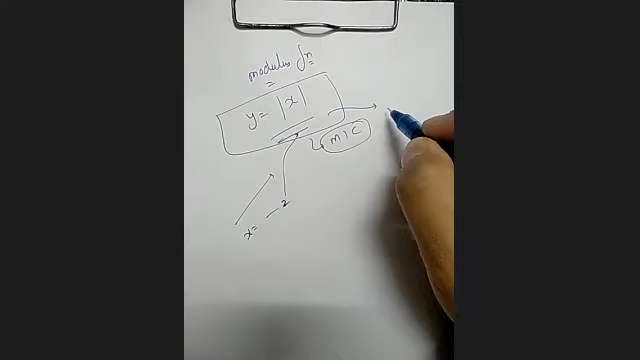 modulus fn
y = |x|
m/c
x = -2